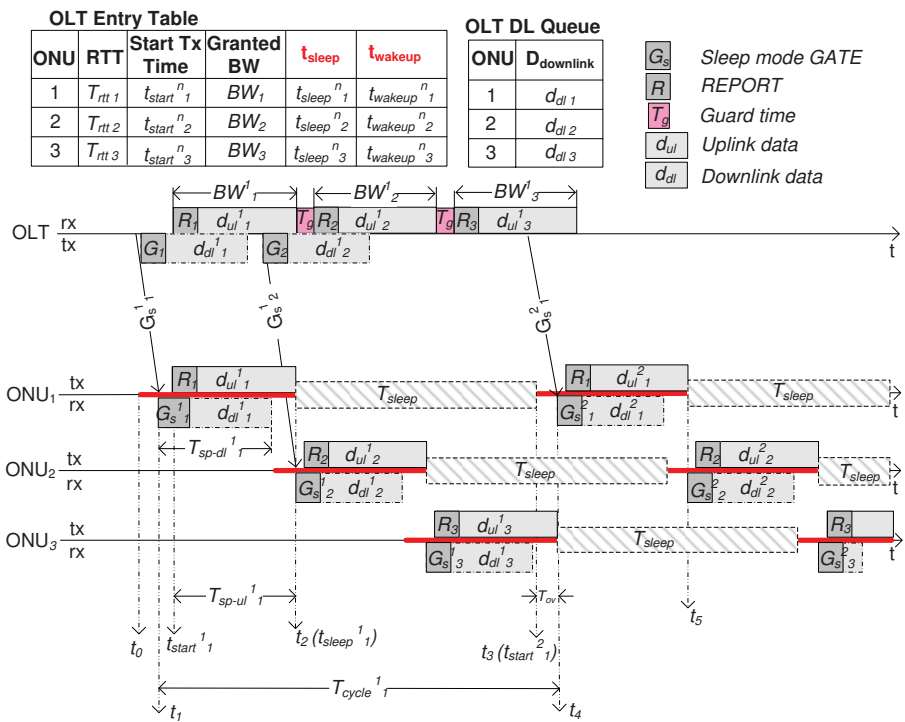 OLT Entry Table
ONU RTT Start Tx Time Granted BW t_sleep t_wakeup
1 T_rtt 1 t_start^n_1 BW_1 t_sleep^n_1 t_wakeup^n_1
2 T_rtt 2 t_start^n_2 BW_2 t_sleep^n_2 t_wakeup^n_2
3 T_rtt 3 t_start^n_3 BW_3 t_sleep^n_3 t_wakeup^n_3
OLT DL Queue
ONU D_downlink
1 d_dl 1
2 d_dl 2
3 d_dl 3
G_s Sleep mode GATE
R REPORT
T_g Guard time
d_ul Uplink data
d_dl Downlink data
BW^1_1 BW^1_2 BW^1_3
OLT rx R_1 d_ul^1_1 T_g R_2 d_ul^1_2 T_g R_3 d_ul^1_3
tx G_1 d_dl^1_1 G_2 d_dl^1_2 t
G_s^1_1 G_s^1_2 G_s^2_1
ONU_1 tx R_1 d_ul^1_1 T_sleep R_1 d_ul^2_1 T_sleep
rx G_s^1_1 d_dl^1_1 G_s^2_1 d_dl^2_1 t
T_sp-dl^1_1
ONU_2 tx R_2 d_ul^1_2 T_sleep R_2 d_ul^2_2 T_sleep
rx G_s^1_2 d_dl^1_2 G_s^2_2 d_dl^2_2 t
ONU_3 tx R_3 d_ul^1_3 T_sleep R_3
rx G_s^1_3 d_dl^1_3 G_s^2_3 t
T_sp-ul^1_1 T_ov
t_0 t_start^1_1 t_2 (t_sleep^1_1) t_3 (t_start^2_1) t_5
T_cycle^1_1
t_1 t_4